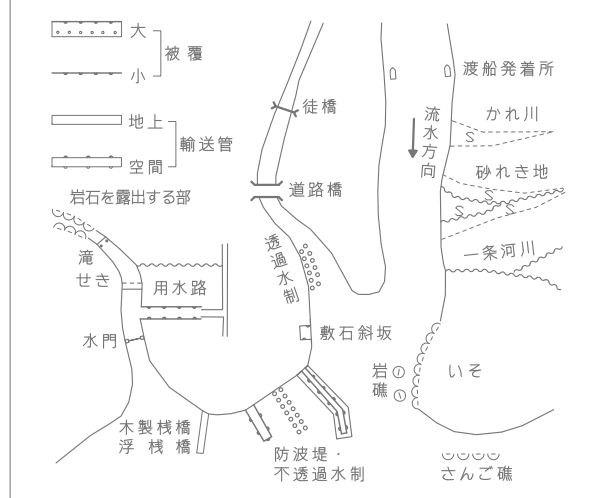 大
被覆
小
地上
輸送管
空間
岩石を露出する部
滝
せき
用水路
水門
木製桟橋
浮桟橋
徒橋
道路橋
透過水制
敷石斜坂
防波堤・
不透過水制
渡船発着所
流水方向
かれ川
S
砂れき地
S
S
一条河川
岩礁
いそ
さんご礁